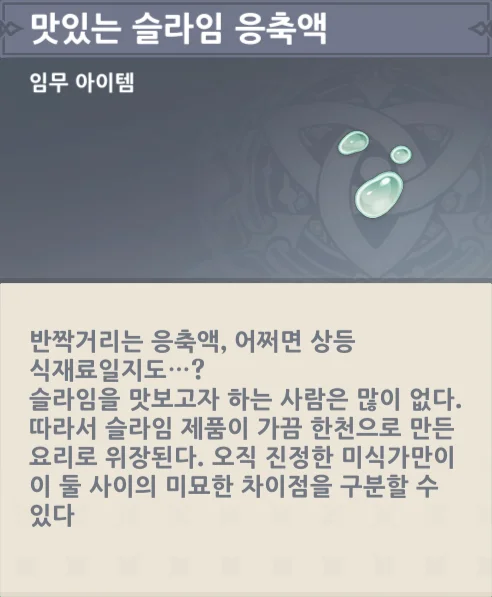 맛있는 슬라임 응축액
임무 아이템
반짝거리는 응축액, 어쩌면 상등
식재료일지도…?
슬라임을 맛보고자 하는 사람은 많이 없다.
따라서 슬라임 제품이 가끔 한천으로 만든
요리로 위장된다. 오직 진정한 미식가만이
이 둘 사이의 미묘한 차이점을 구분할 수
있다